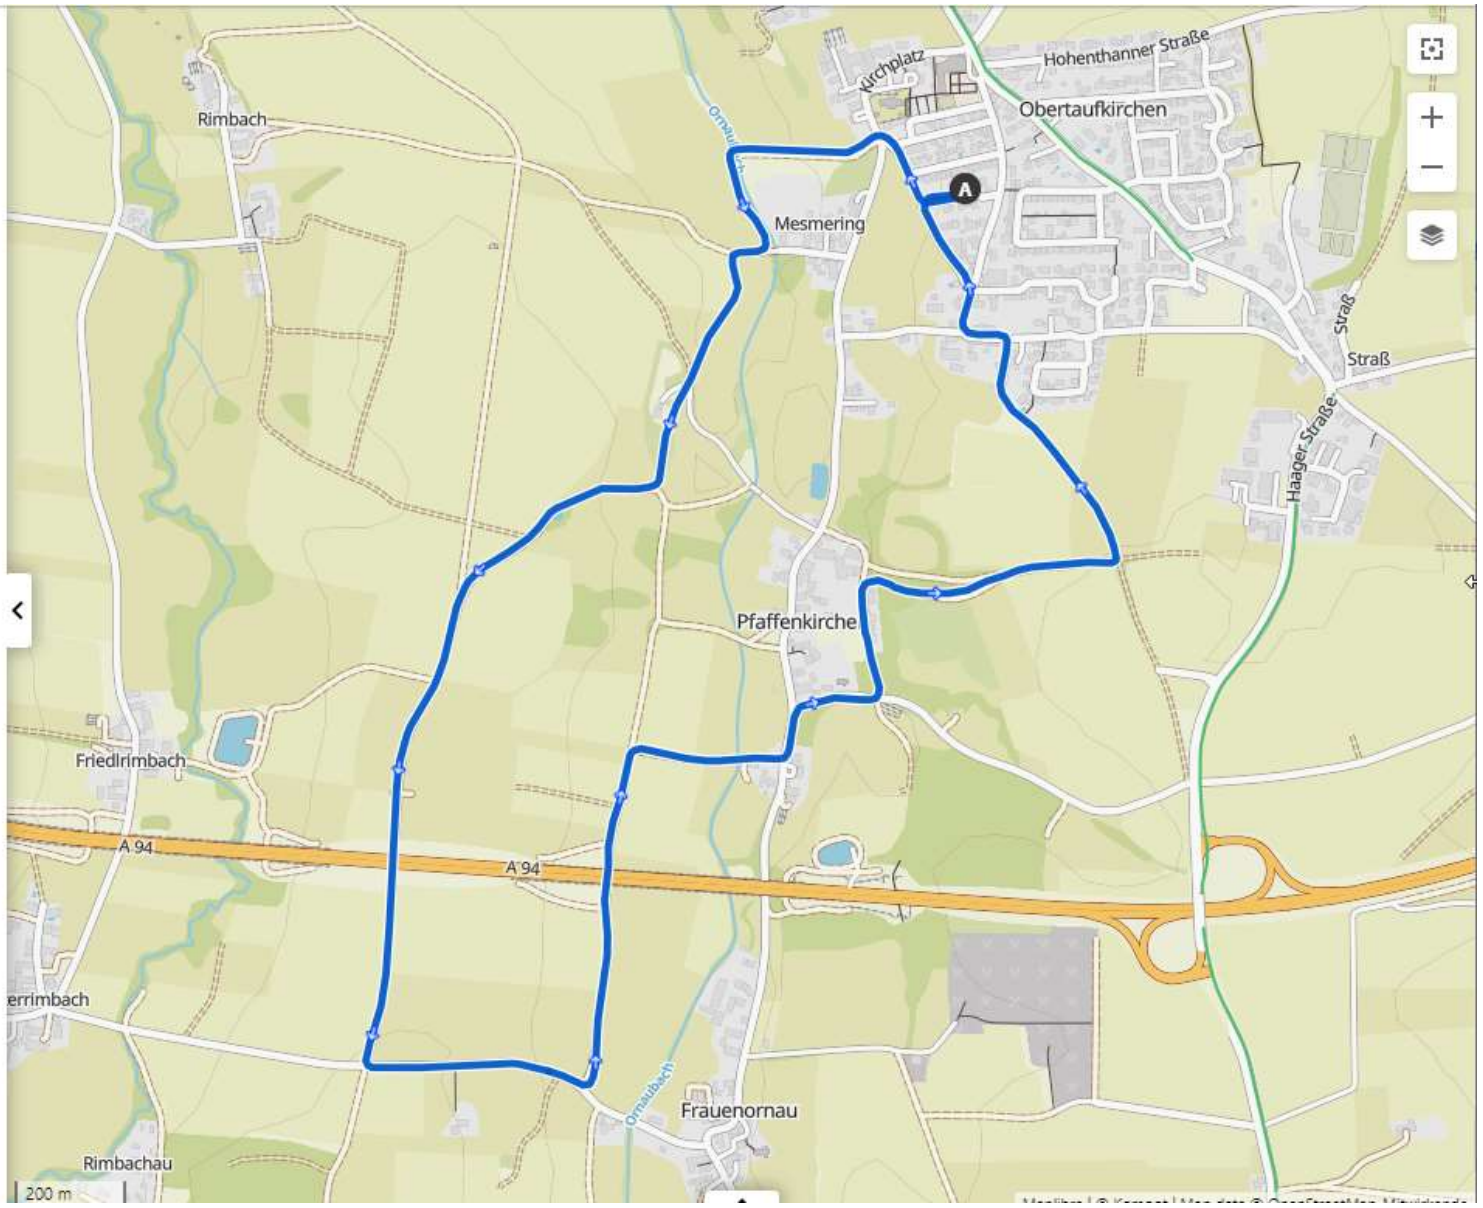 Kirchplatz
Hohenthanner Straße
Obertaufkirchen
Rimbach
Ornaubach
A
Mesmering
Straß
Straß
Haager Straße
Pfaffenkirche
Friedlrimbach
A 94
A 94
errimbach
Ornaubach
Frauenornau
Rimbachau
200 m